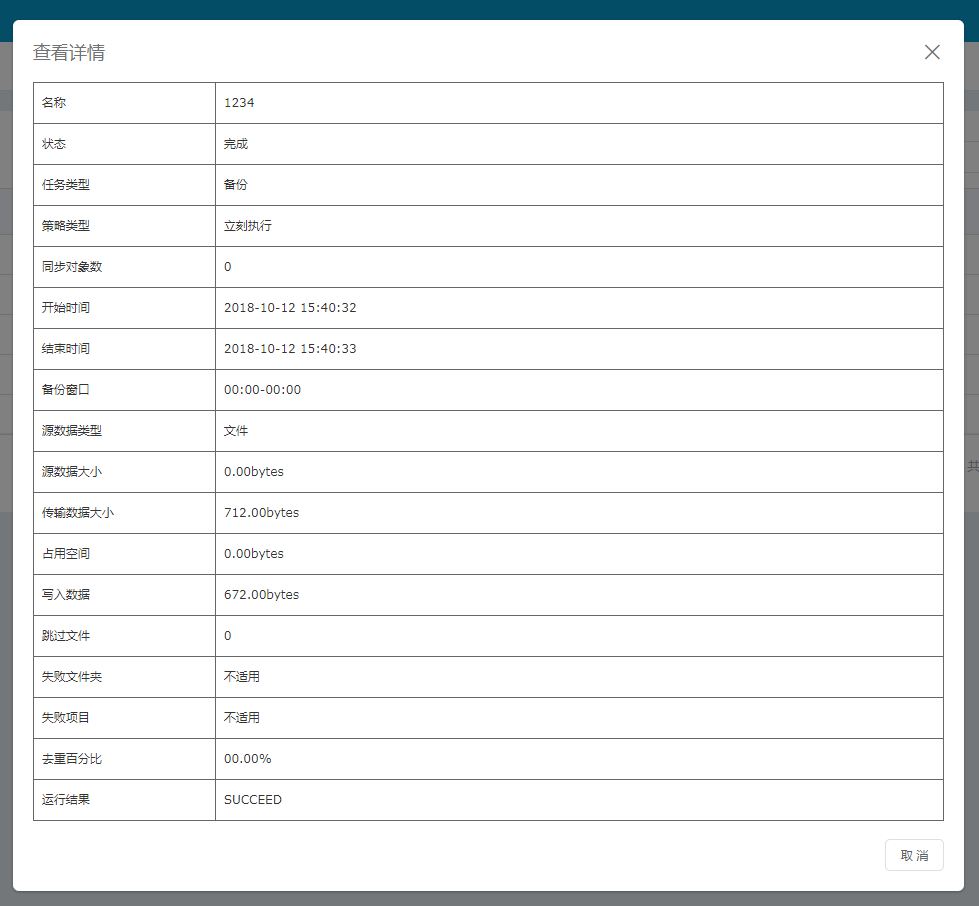 查看详情
名称 1234
状态 完成
任务类型 备份
策略类型 立刻执行
同步对象数 0
开始时间 2018-10-12 15:40:32
结束时间 2018-10-12 15:40:33
备份窗口 00:00-00:00
源数据类型 文件
源数据大小 0.00bytes
传输数据大小 712.00bytes
占用空间 0.00bytes
写入数据 672.00bytes
跳过文件 0
失败文件夹 不适用
失败项目 不适用
去重百分比 00.00%
运行结果 SUCCEED
取 消
共